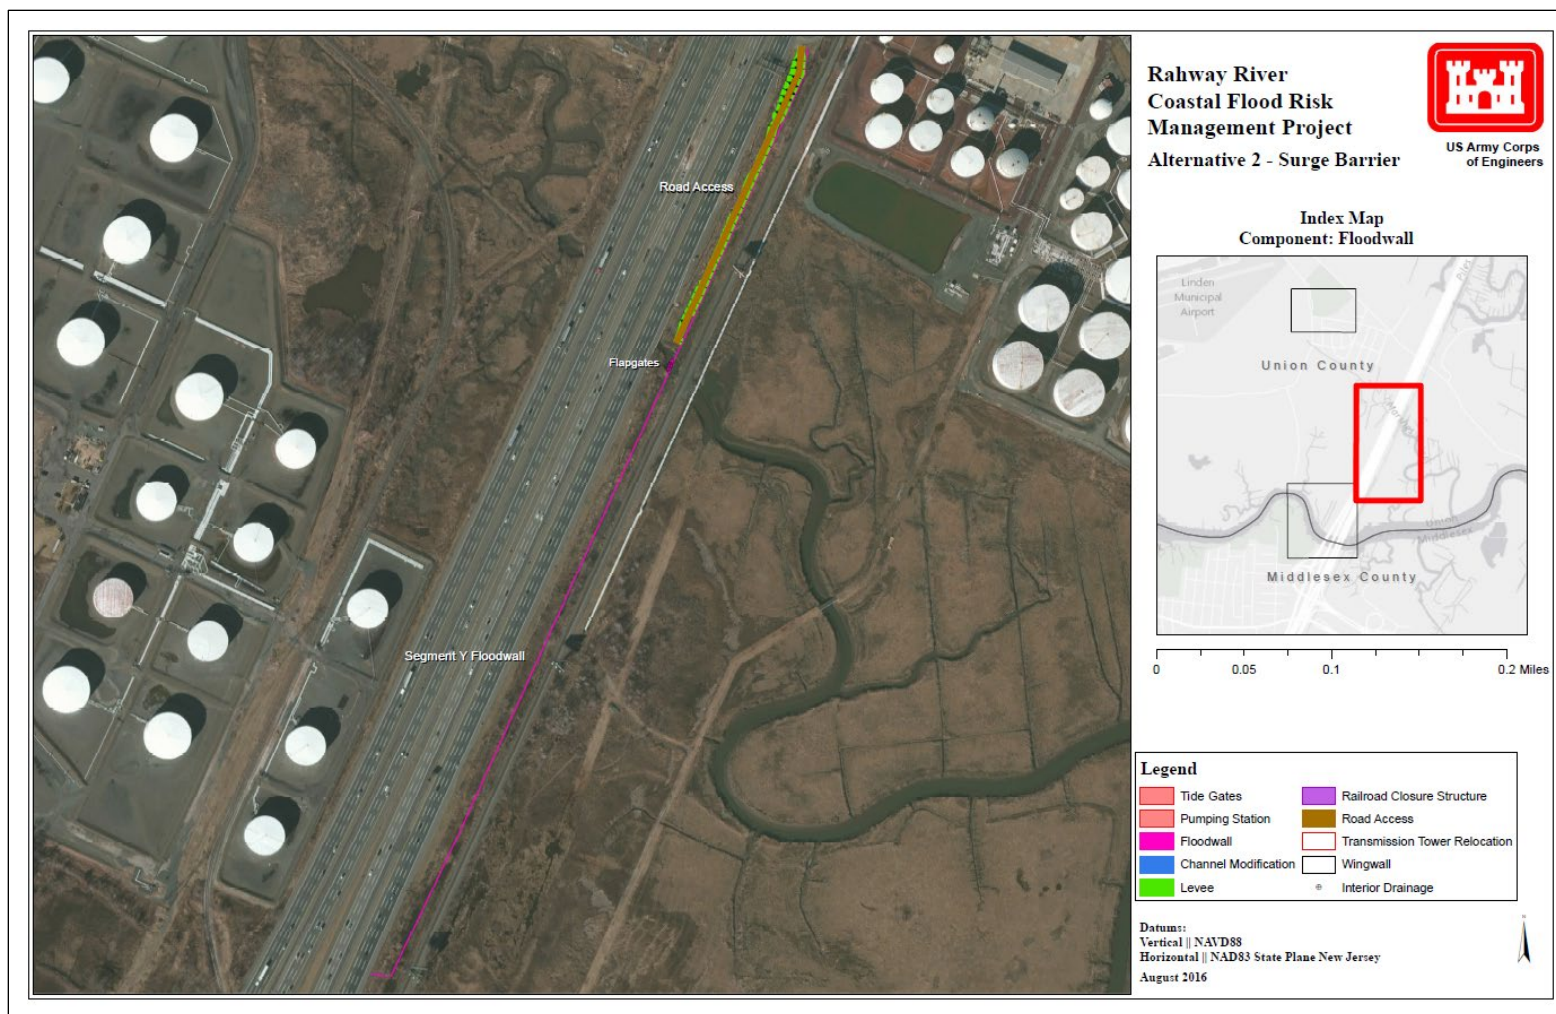 Rahway River
Coastal Flood Risk
Management Project
Alternative 2 - Surge Barrier
US Army Corps
of Engineers
Road Access
Flapgates
Segment Y Floodwall
Index Map
Component: Floodwall
Linden
Municipal
Airport
Piles
Union County
Union
Middlesex
Middlesex County
0 0.05 0.1 0.2 Miles
Legend
Tide Gates
Pumping Station
Floodwall
Channel Modification
Levee
Railroad Closure Structure
Road Access
Transmission Tower Relocation
Wingwall
Interior Drainage
Datums:
Vertical || NAVD88
Horizontal || NAD83 State Plane New Jersey
August 2016